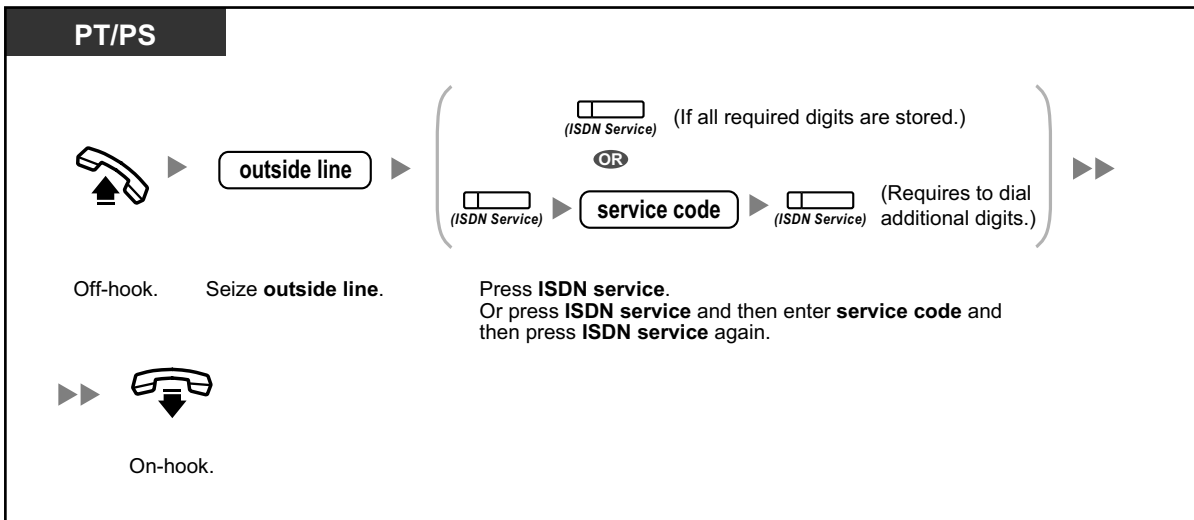 PT/PS
(ISDN Service) (If all required digits are stored.)
OR
outside line
(ISDN Service) service code (ISDN Service) (Requires to dial
additional digits.)
Off-hook.
Seize outside line.
Press ISDN service.
Or press ISDN service and then enter service code and
then press ISDN service again.
On-hook.